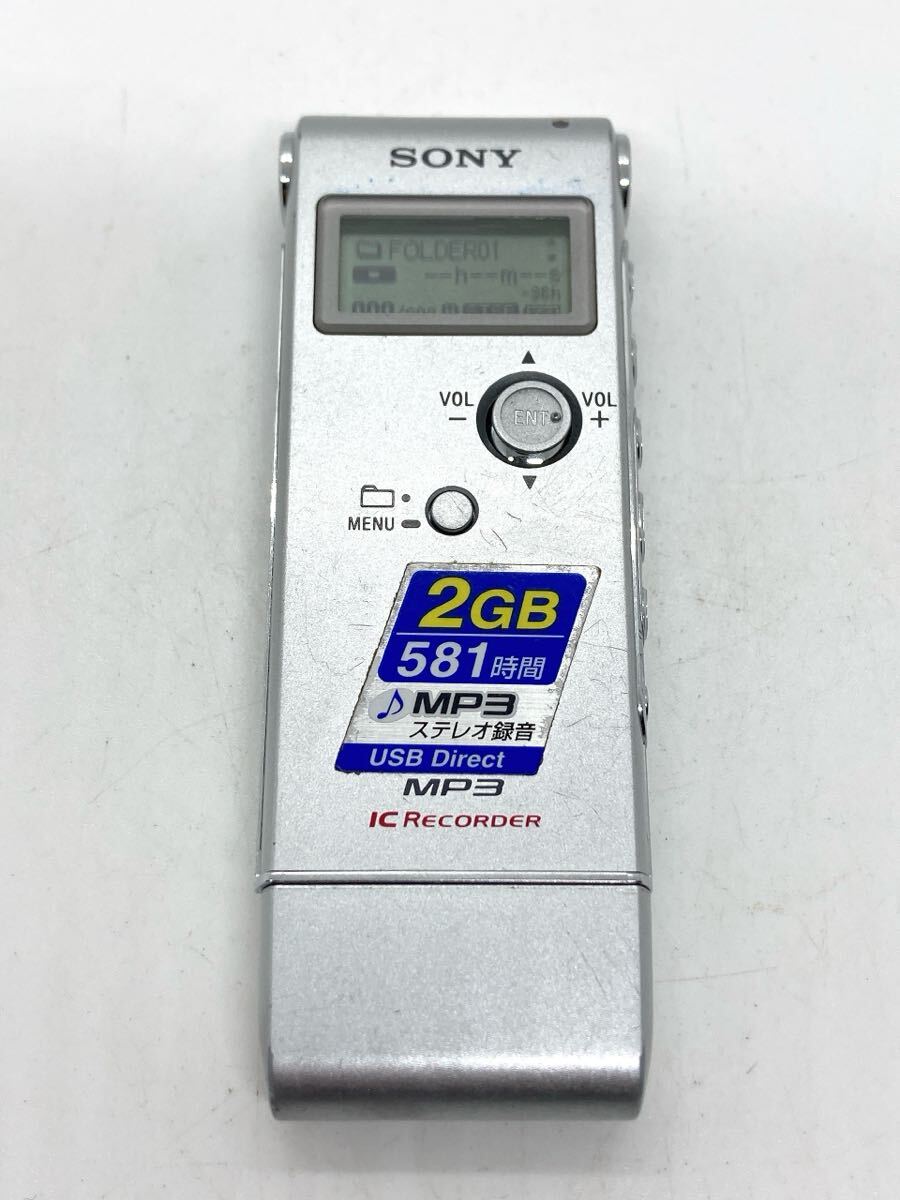 SONY
FOLDER01
--h--m--s
VOL
−
VOL
+
ENT
MENU
2GB
581時間
MP3
ステレオ録音
USB Direct
MP3
IC RECORDER